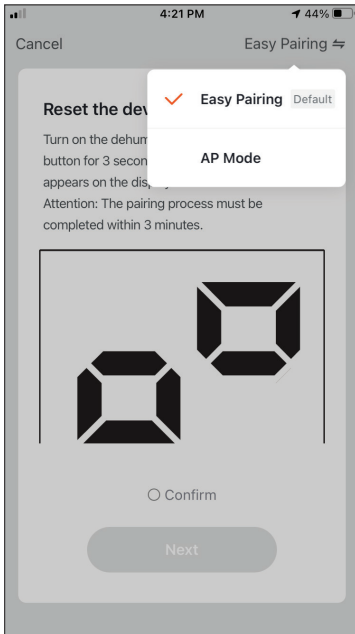 4:21 PM 44%
Cancel Easy Pairing
Easy Pairing Default
AP Mode
Reset the dev
Turn on the dehum
button for 3 secon
appears on the dis
Attention: The pairing process must be
completed within 3 minutes.
Confirm
Next